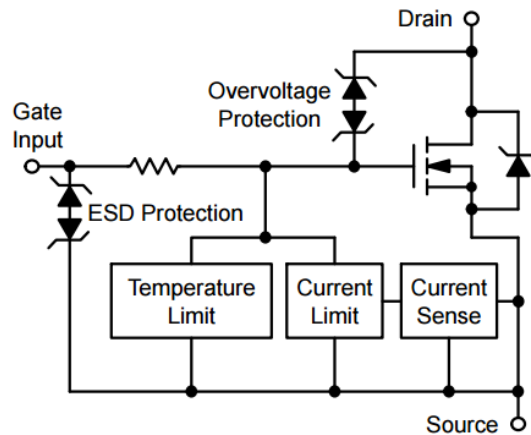 Drain
Overvoltage
Protection
Gate
Input
ESD Protection
Temperature
Limit
Current
Limit
Current
Sense
Source